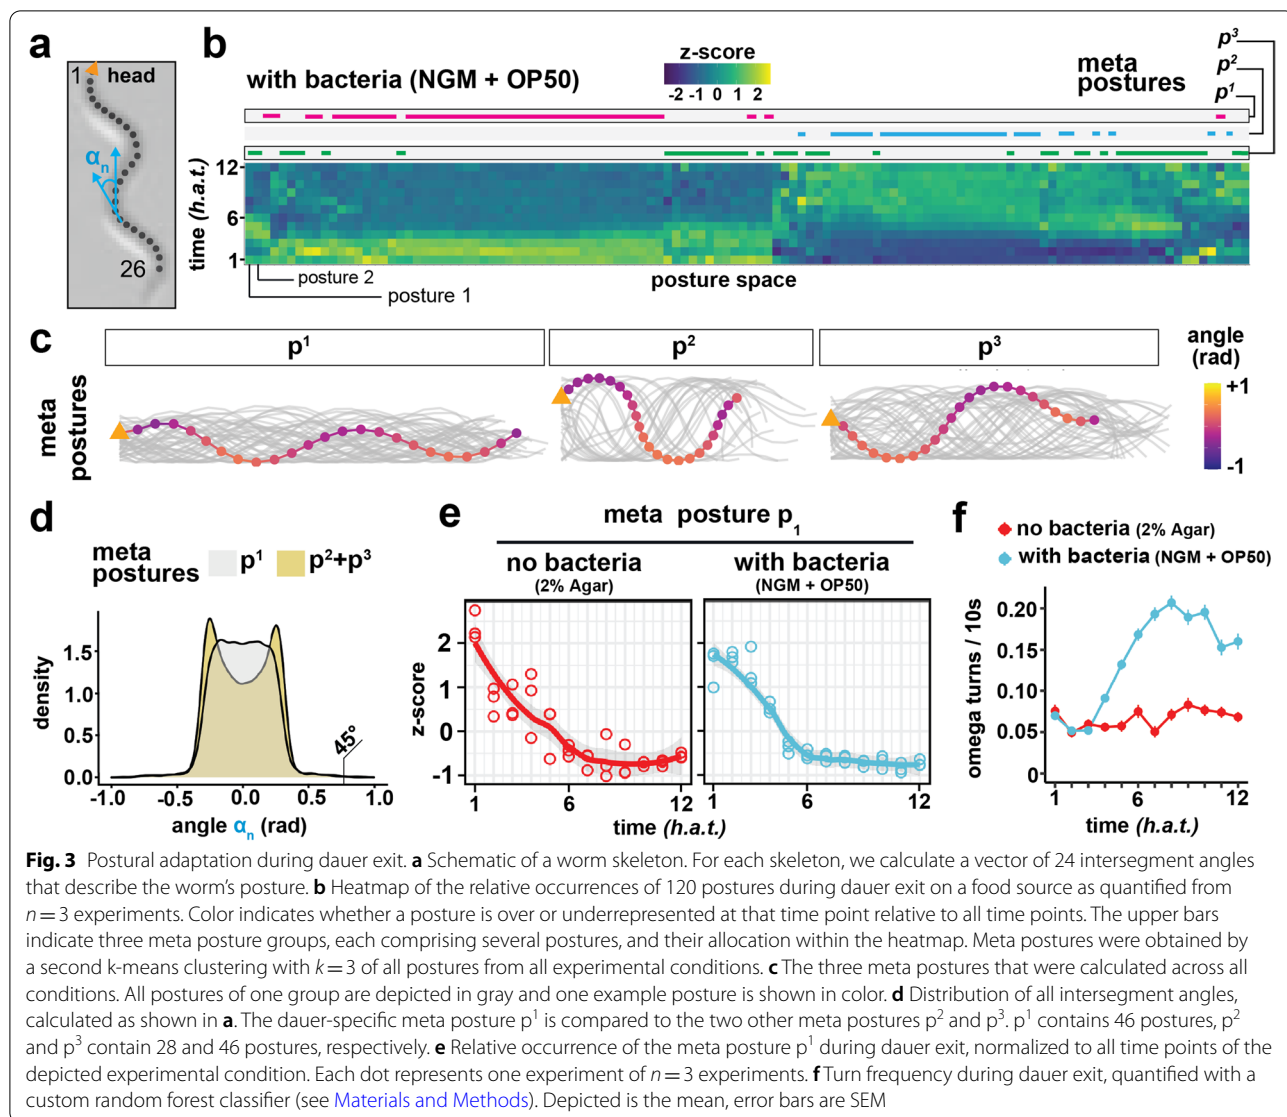 a
1
head
αn
26
b
with bacteria (NGM + OP50)
z-score
-2 -1 0 1 2
meta
postures
p3
p2
p1
12
6
1
time (h.a.t.)
posture 2
posture 1
posture space
c
p1
p2
p3
meta
postures
angle
(rad)
+1
-1
d
meta
postures
p1
p2+p3
density
1.5
1.0
0.5
0.0
45º
-1.0 -0.5 0.0 0.5 1.0
angle αn (rad)
e
meta posture p1
no bacteria
(2% Agar)
with bacteria
(NGM + OP50)
z-score
2
1
0
-1
1 6 12
1 6 12
time (h.a.t.)
f
no bacteria (2% Agar)
with bacteria (NGM + OP50)
omega turns / 10s
0.20
0.15
0.10
0.05
0
1 6 12
time (h.a.t.)
Fig. 3 Postural adaptation during dauer exit. a Schematic of a worm skeleton. For each skeleton, we calculate a vector of 24 intersegment angles
that describe the worm's posture. b Heatmap of the relative occurrences of 120 postures during dauer exit on a food source as quantified from
n = 3 experiments. Color indicates whether a posture is over or underrepresented at that time point relative to all time points. The upper bars
indicate three meta posture groups, each comprising several postures, and their allocation within the heatmap. Meta postures were obtained by
a second k-means clustering with k = 3 of all postures from all experimental conditions. c The three meta postures that were calculated across all
conditions. All postures of one group are depicted in gray and one example posture is shown in color. d Distribution of all intersegment angles,
calculated as shown in a. The dauer-specific meta posture p1 is compared to the two other meta postures p2 and p3. p1 contains 46 postures, p2
and p3 contain 28 and 46 postures, respectively. e Relative occurrence of the meta posture p1 during dauer exit, normalized to all time points of the
depicted experimental condition. Each dot represents one experiment of n = 3 experiments. f Turn frequency during dauer exit, quantified with a
custom random forest classifier (see Materials and Methods). Depicted is the mean, error bars are SEM